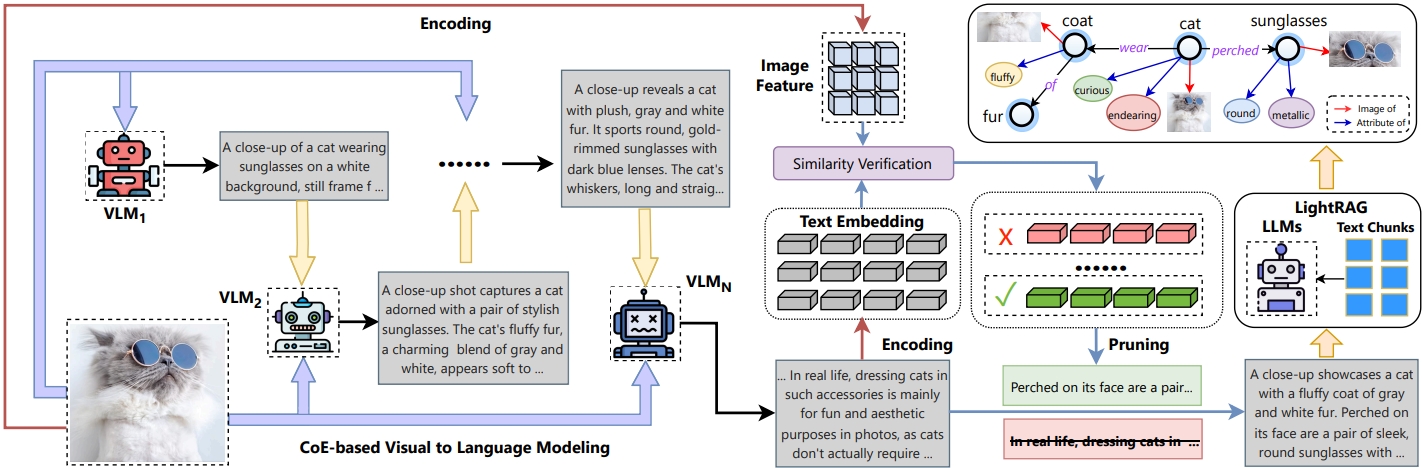 Encoding
VLM1
A close-up of a cat wearing
sunglasses on a white
background, still frame f ...
VLM2
A close-up shot captures a cat
adorned with a pair of stylish
sunglasses. The cat's fluffy fur,
a charming blend of gray and
white, appears soft to ...
......
A close-up reveals a cat
with plush, gray and white
fur. It sports round, gold-
rimmed sunglasses with
dark blue lenses. The cat's
whiskers, long and straig...
VLMN
CoE-based Visual to Language Modeling
Image
Feature
Similarity Verification
Text Embedding
Encoding
... In real life, dressing cats in
such accessories is mainly
for fun and aesthetic
purposes in photos, as cats
don't actually require ...
X
......
✓
Pruning
Perched on its face are a pair...
In real life, dressing cats in ...
A close-up showcases a cat
with a fluffy coat of gray
and white fur. Perched on
its face are a pair of sleek,
round sunglasses with ...
LightRAG
LLMs
Text Chunks
coat
cat
sunglasses
wear
perched
fluffy
of
curious
fur
endearing
round
metallic
Image of
Attribute of